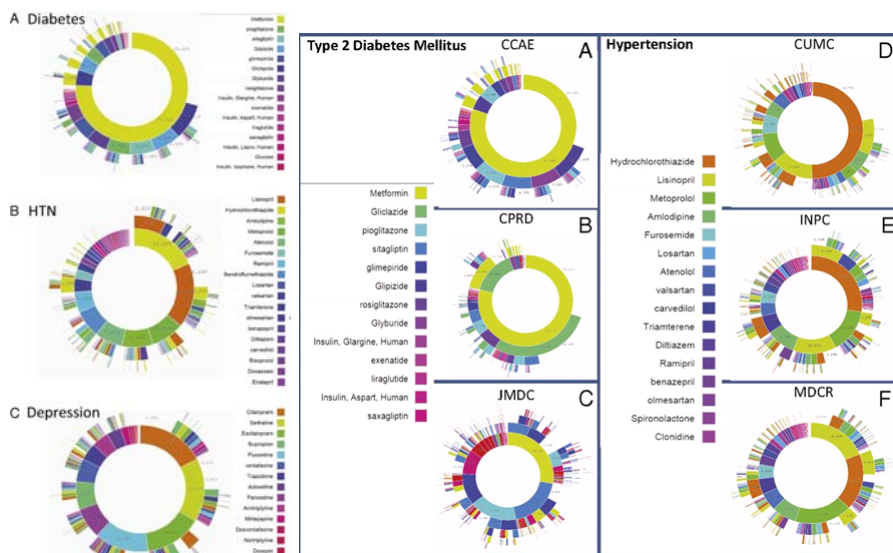 A Diabetes
Metformin
pioglitazone
sitagliptin
Glipizide
glimepiride
Gliclazide
Glyburide
rosiglitazone
Insulin, Glargine, Human
exenatide
Insulin, Aspart, Human
liraglutide
saxagliptin
Insulin, Lispro, Human
Glucose
Insulin, Isophane, Human
B HTN
Lisinopril
Hydrochlorothiazide
Amlodipine
Metoprolol
Atenolol
Furosemide
Ramipril
Bendroflumethiazide
Losartan
valsartan
Triamterene
olmesartan
benazepril
Diltiazem
carvedilol
Bisoprolol
Doxazosin
Enalapril
C Depression
Citalopram
Sertraline
Escitalopram
Bupropion
Fluoxetine
venlafaxine
Trazodone
duloxetine
Paroxetine
Amitriptyline
Mirtazapine
Desvenlafaxine
Nortriptyline
Doxepin
Type 2 Diabetes Mellitus
CCAE
A
Metformin
Gliclazide
pioglitazone
sitagliptin
glimepiride
Glipizide
rosiglitazone
Glyburide
Insulin, Glargine, Human
exenatide
liraglutide
Insulin, Aspart, Human
saxagliptin
CPRD
B
JMDC
C
Hypertension
CUMC
D
Hydrochlorothiazide
Lisinopril
Metoprolol
Amlodipine
Furosemide
Losartan
Atenolol
valsartan
carvedilol
Triamterene
Diltiazem
Ramipril
benazepril
olmesartan
Spironolactone
Clonidine
INPC
E
MDCR
F